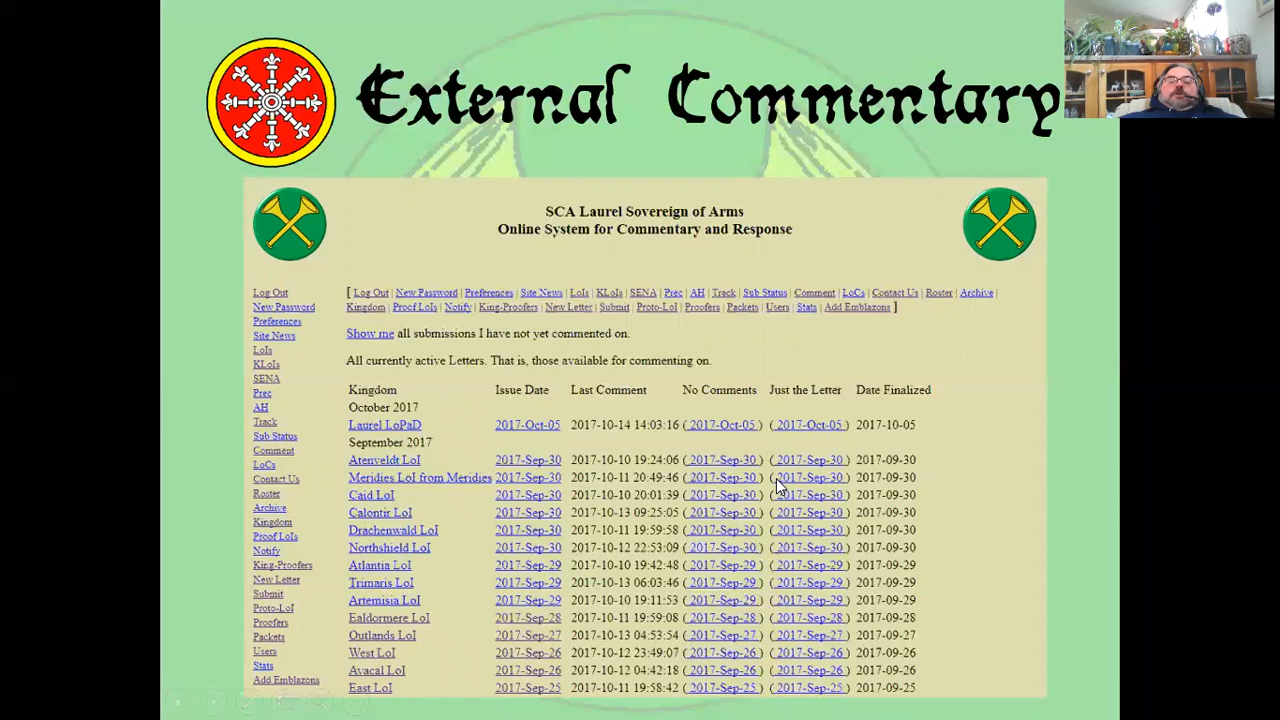 External Commentary
SCA Laurel Sovereign of Arms
Online System for Commentary and Response
Log Out
New Password
Preferences
Site News
LoIs
KLoIs
SENA
Prec
AH
Track
Sub Status
Comment
LoCs
Contact Us
Roster
Archive
Kingdom
Proof LoIs
Notify
King-Proofers
New Letter
Submit
Proto-LoI
Proofers
Packets
Users
Stats
Add Emblazons
[ Log Out | New Password | Preferences | Site News | LoIs | KLoIs | SENA | Prec | AH | Track | Sub Status | Comment | LoCs | Contact Us | Roster | Archive |
Kingdom | Proof LoIs | Notify | King-Proofers | New Letter | Submit | Proto-LoI | Proofers | Packets | Users | Stats | Add Emblazons ]
Show me all submissions I have not yet commented on.
All currently active Letters. That is, those available for commenting on.
Kingdom Issue Date Last Comment No Comments Just the Letter Date Finalized
October 2017
Laurel LoPaD 2017-Oct-05 2017-10-14 14:03:16 ( 2017-Oct-05 ) ( 2017-Oct-05 ) 2017-10-05
September 2017
Atenveldt LoI 2017-Sep-30 2017-10-10 19:24:06 ( 2017-Sep-30 ) ( 2017-Sep-30 ) 2017-09-30
Meridies LoI from Meridies 2017-Sep-30 2017-10-11 20:49:46 ( 2017-Sep-30 ) ( 2017-Sep-30 ) 2017-09-30
Caid LoI 2017-Sep-30 2017-10-10 20:01:39 ( 2017-Sep-30 ) ( 2017-Sep-30 ) 2017-09-30
Calontir LoI 2017-Sep-30 2017-10-13 09:25:05 ( 2017-Sep-30 ) ( 2017-Sep-30 ) 2017-09-30
Drachenwald LoI 2017-Sep-30 2017-10-11 19:59:58 ( 2017-Sep-30 ) ( 2017-Sep-30 ) 2017-09-30
Northshield LoI 2017-Sep-30 2017-10-12 22:53:09 ( 2017-Sep-30 ) ( 2017-Sep-30 ) 2017-09-30
Atlantia LoI 2017-Sep-29 2017-10-10 19:42:48 ( 2017-Sep-29 ) ( 2017-Sep-29 ) 2017-09-29
Trimaris LoI 2017-Sep-29 2017-10-13 06:03:46 ( 2017-Sep-29 ) ( 2017-Sep-29 ) 2017-09-29
Artemisia LoI 2017-Sep-29 2017-10-10 19:11:53 ( 2017-Sep-29 ) ( 2017-Sep-29 ) 2017-09-29
Ealdormere LoI 2017-Sep-28 2017-10-11 19:59:08 ( 2017-Sep-28 ) ( 2017-Sep-28 ) 2017-09-28
Outlands LoI 2017-Sep-27 2017-10-13 04:53:54 ( 2017-Sep-27 ) ( 2017-Sep-27 ) 2017-09-27
West LoI 2017-Sep-26 2017-10-12 23:49:07 ( 2017-Sep-26 ) ( 2017-Sep-26 ) 2017-09-26
Avacal LoI 2017-Sep-26 2017-10-12 04:42:18 ( 2017-Sep-26 ) ( 2017-Sep-26 ) 2017-09-26
East LoI 2017-Sep-25 2017-10-11 19:58:42 ( 2017-Sep-25 ) ( 2017-Sep-25 ) 2017-09-25